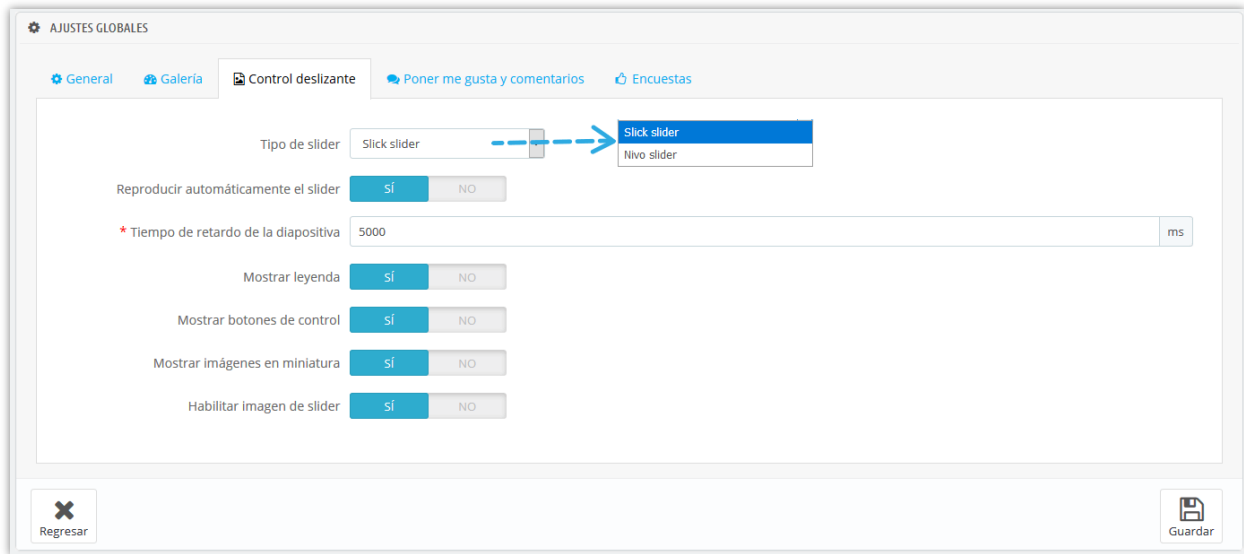 AJUSTES GLOBALES
General Galería Control deslizante Poner me gusta y comentarios Encuestas
Tipo de slider Slick slider Slick slider
Nivo slider
Reproducir automáticamente el slider SÍ NO
* Tiempo de retardo de la diapositiva 5000 ms
Mostrar leyenda SÍ NO
Mostrar botones de control SÍ NO
Mostrar imágenes en miniatura SÍ NO
Habilitar imagen de slider SÍ NO
Regresar Guardar